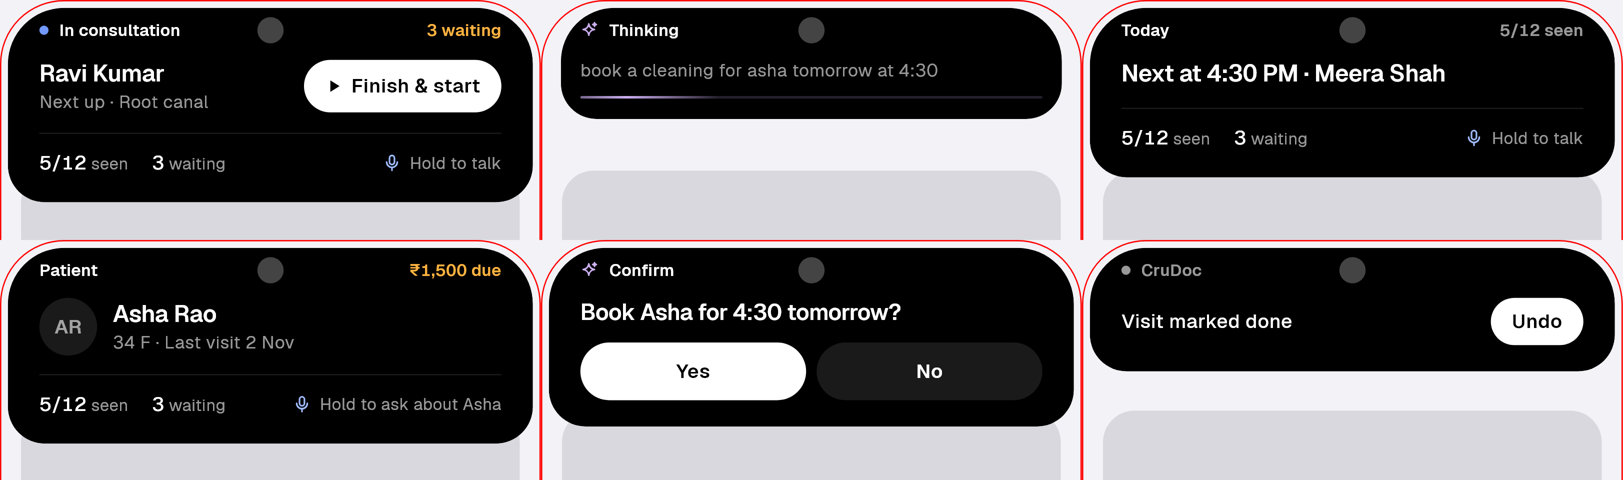 In consultation
3 waiting
Ravi Kumar
Next up · Root canal
Finish & start
5/12 seen
3 waiting
Hold to talk
Thinking
book a cleaning for asha tomorrow at 4:30
Today
5/12 seen
Next at 4:30 PM · Meera Shah
5/12 seen
3 waiting
Hold to talk
Patient
₹1,500 due
AR
Asha Rao
34 F · Last visit 2 Nov
5/12 seen
3 waiting
Hold to ask about Asha
Confirm
Book Asha for 4:30 tomorrow?
Yes
No
CruDoc
Visit marked done
Undo